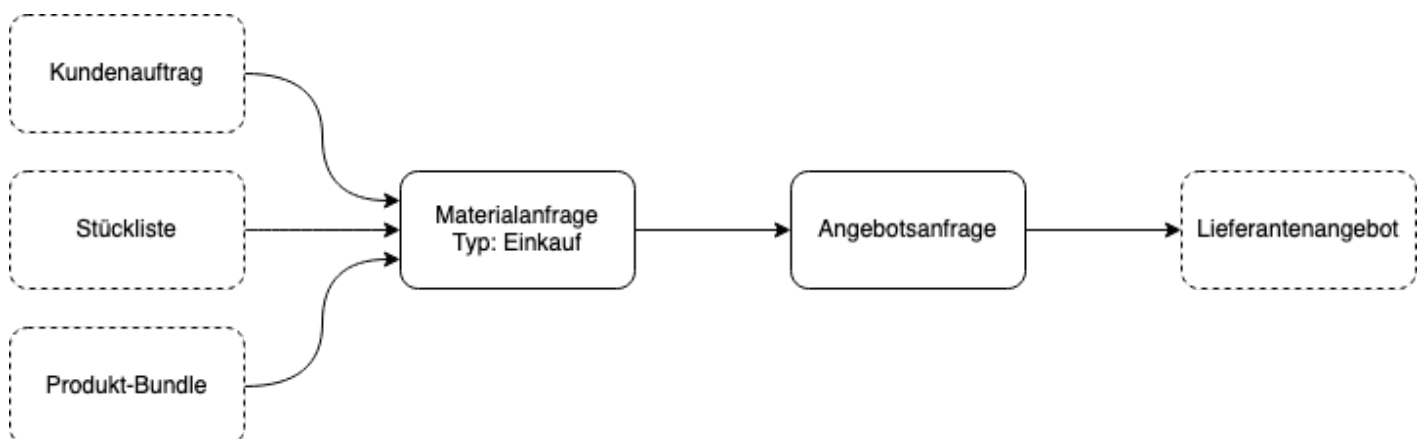 Kundenauftrag
Stückliste
Produkt-Bundle
Materialanfrage
Typ: Einkauf
Angebotsanfrage
Lieferantenangebot